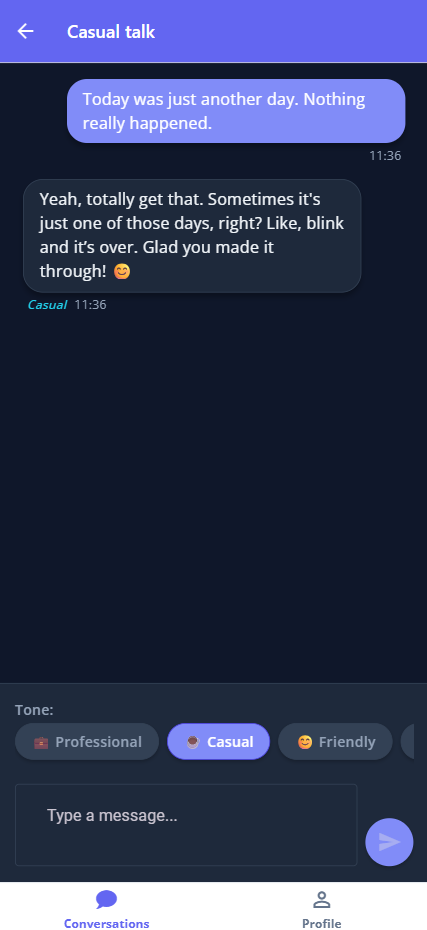 Casual talk
Today was just another day. Nothing
really happened.
11:36
Yeah, totally get that. Sometimes it's
just one of those days, right? Like, blink
and it’s over. Glad you made it
through! 😊
Casual 11:36
Tone:
Professional
Casual
Friendly
Type a message...
Conversations
Profile